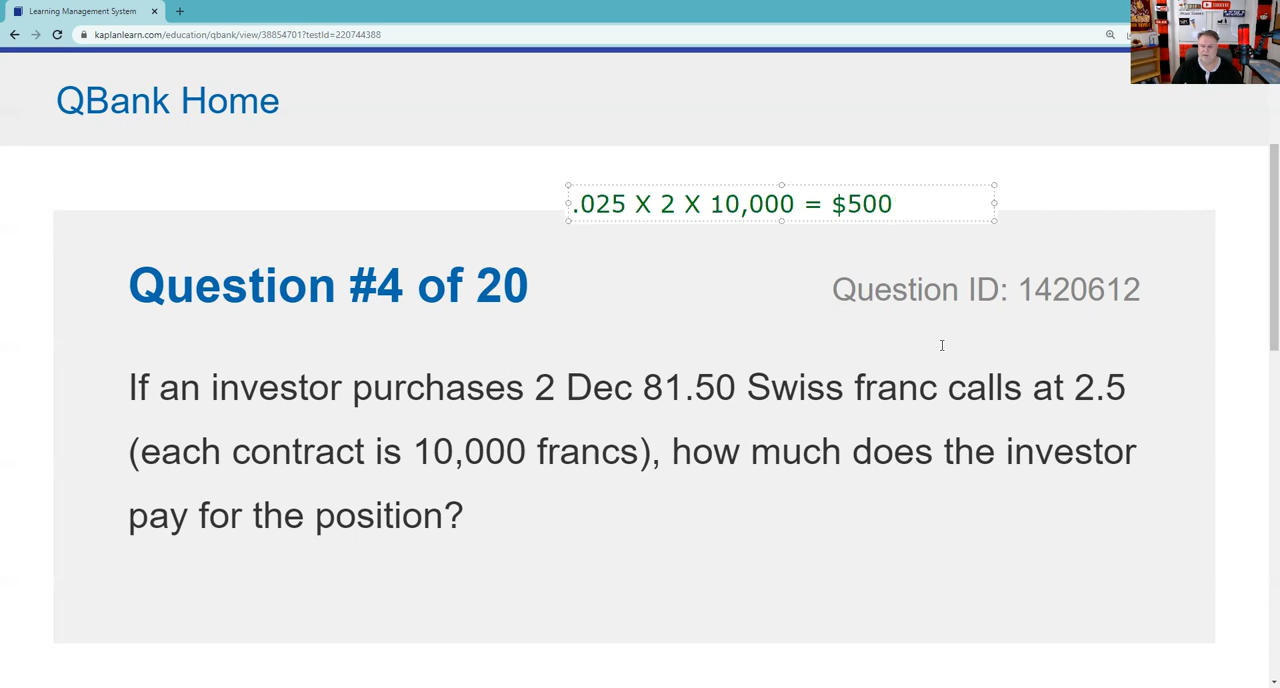 Learning Management System
kaplanlearn.com/education/qbank/view/38854701?testId=220744388
QBank Home
.025 X 2 X 10,000 = $500
Question #4 of 20
Question ID: 1420612
If an investor purchases 2 Dec 81.50 Swiss franc calls at 2.5
(each contract is 10,000 francs), how much does the investor
pay for the position?